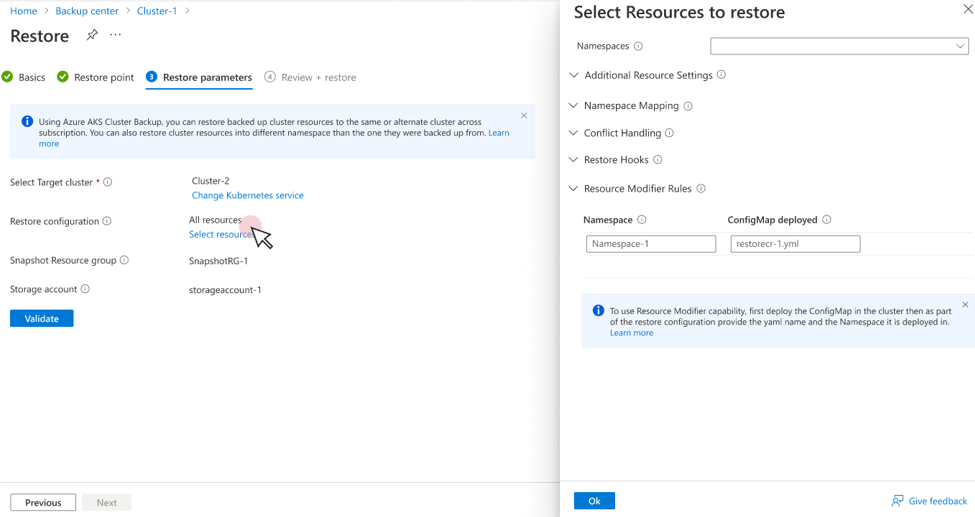 Home > Backup center > Cluster-1 >
Restore ...
Basics Restore point 3 Restore parameters 4 Review + restore
Using Azure AKS Cluster Backup, you can restore backed up cluster resources to the same or alternate cluster across
subscription. You can also restore cluster resources into different namespace than the one they were backed up from. Learn
more
Select Target cluster * Cluster-2
Change Kubernetes service
Restore configuration All resources
Select resource
Snapshot Resource group SnapshotRG-1
Storage account storageaccount-1
Validate
Previous Next
Select Resources to restore
Namespaces
Additional Resource Settings
Namespace Mapping
Conflict Handling
Restore Hooks
Resource Modifier Rules
Namespace ConfigMap deployed
Namespace-1 restorecr-1.yml
To use Resource Modifier capability, first deploy the ConfigMap in the cluster then as part
of the restore configuration provide the yaml name and the Namespace it is deployed in.
Learn more
Ok Give feedback